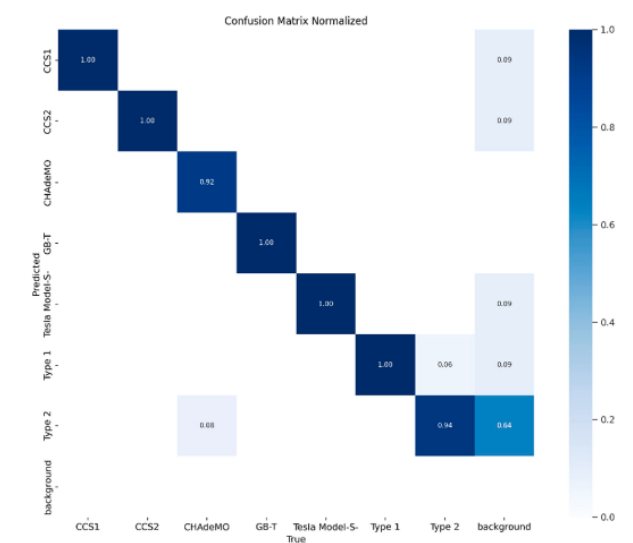 Confusion Matrix Normalized
CCS1
1.00
0.09
CCS2
1.00
0.09
CHAdeMO
0.92
GB-T
1.00
Predicted
Tesla Model-S-
1.00
0.09
Type 1
1.00
0.06
0.09
Type 2
0.08
0.94
0.64
background
CCS1 CCS2 CHAdeMO GB-T Tesla Model-S- Type 1 Type 2 background
True
1.0
0.8
0.6
0.4
0.2
0.0